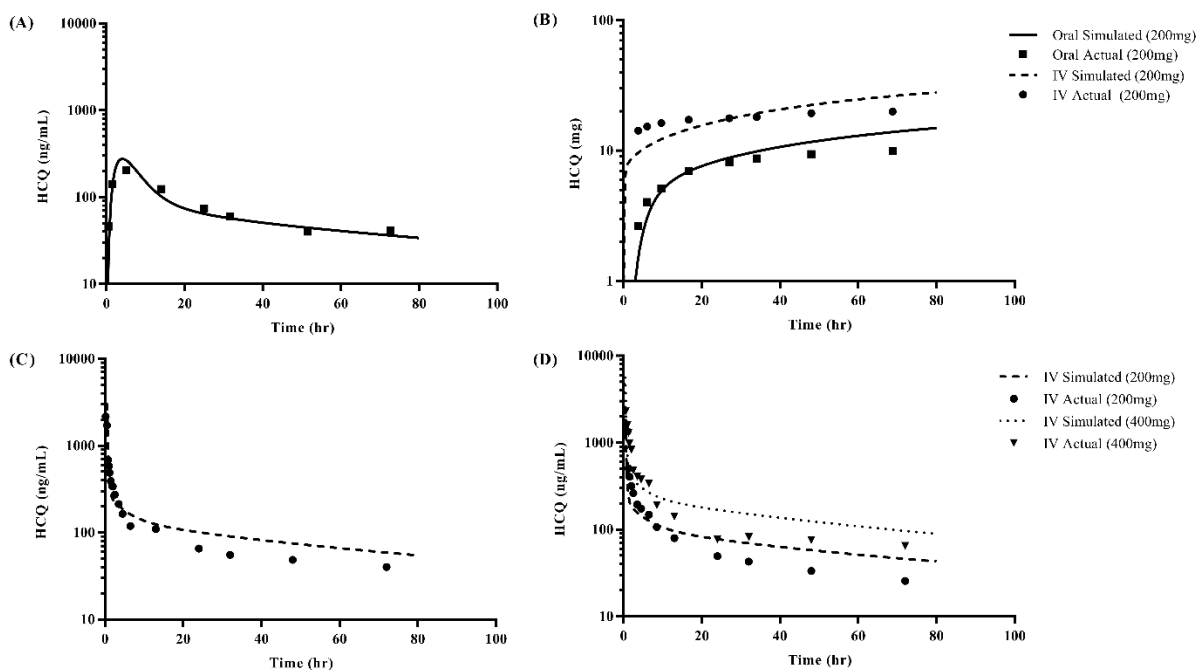 (A)
10000
1000
100
10
HCQ (ng/mL)
0 20 40 60 80 100
Time (hr)
(B)
100
10
1
HCQ (mg)
0 20 40 60 80 100
Time (hr)
Oral Simulated (200mg)
Oral Actual (200mg)
IV Simulated (200mg)
IV Actual (200mg)
(C)
10000
1000
100
10
HCQ (ng/mL)
0 20 40 60 80 100
Time (hr)
(D)
10000
1000
100
10
HCQ (ng/mL)
0 20 40 60 80 100
Time (hr)
IV Simulated (200mg)
IV Actual (200mg)
IV Simulated (400mg)
IV Actual (400mg)